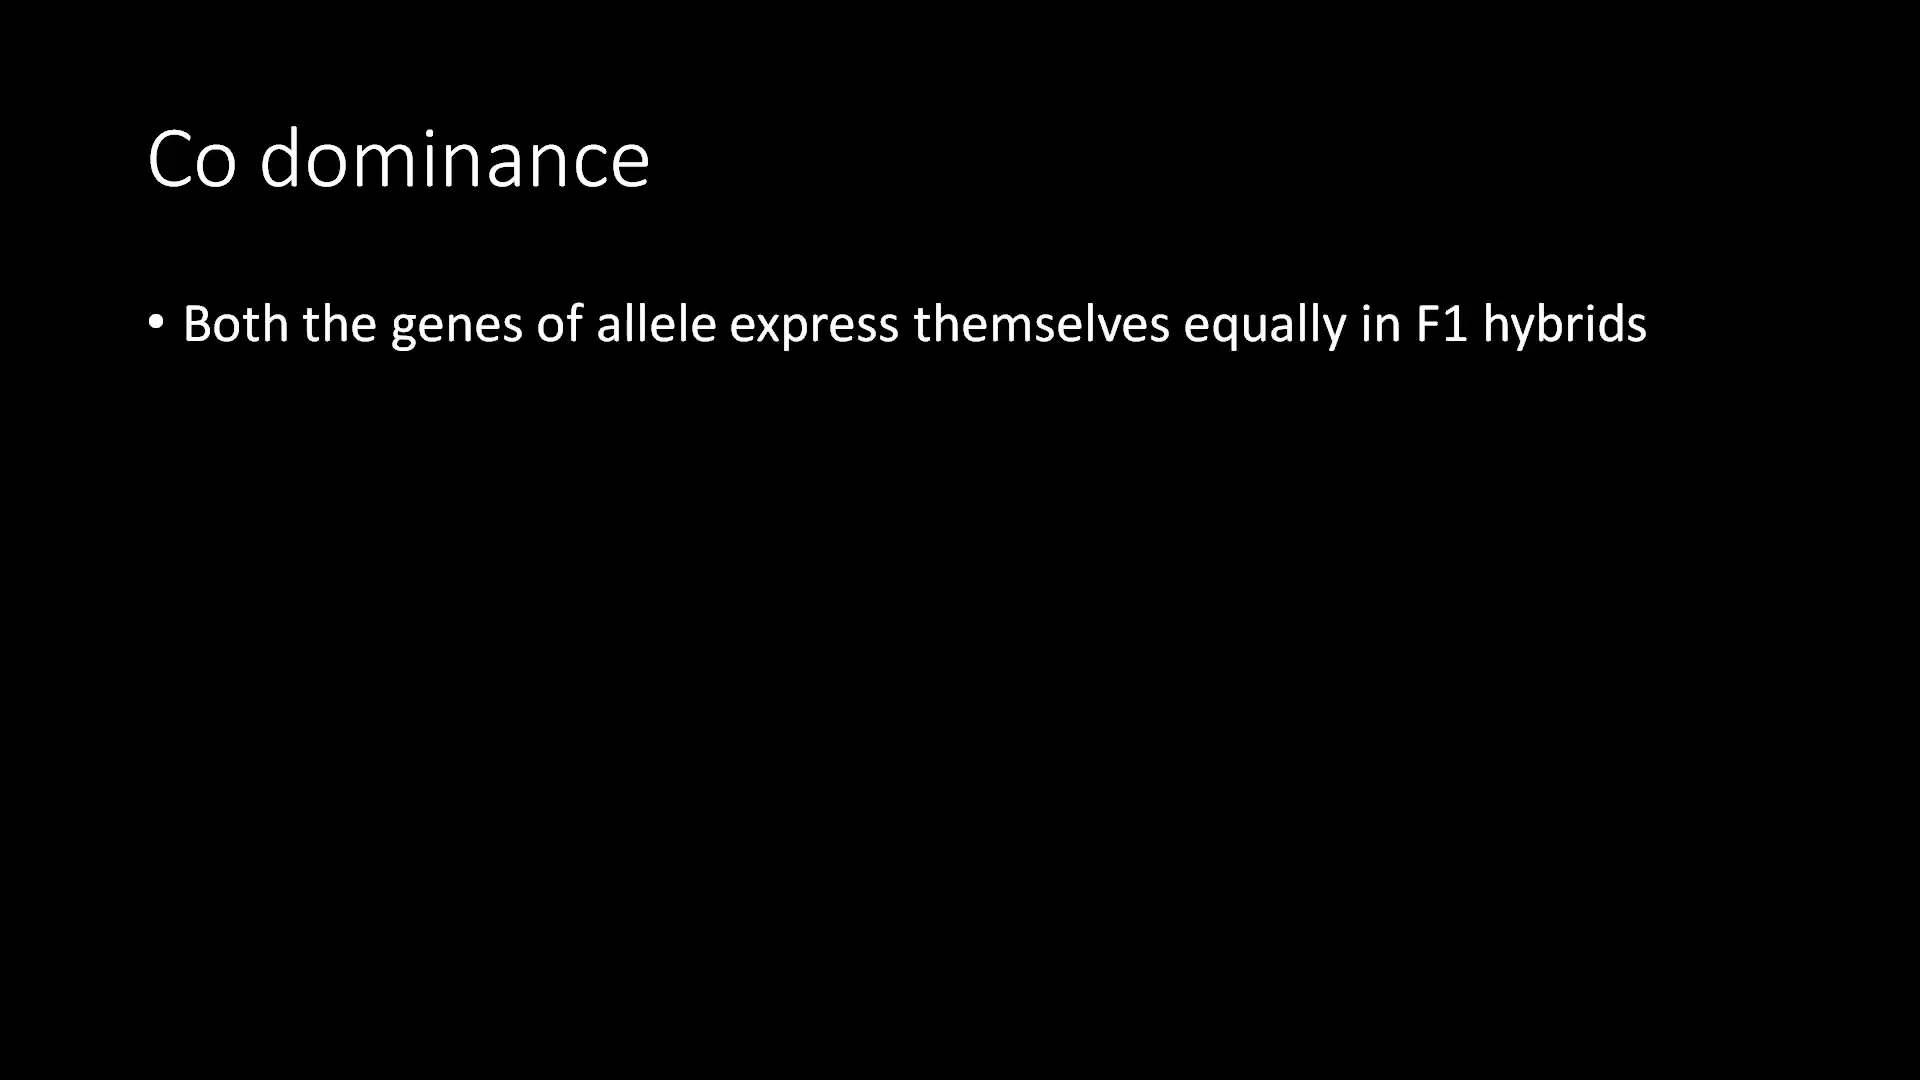 Co dominance
• Both the genes of allele express themselves equally in F1 hybrids